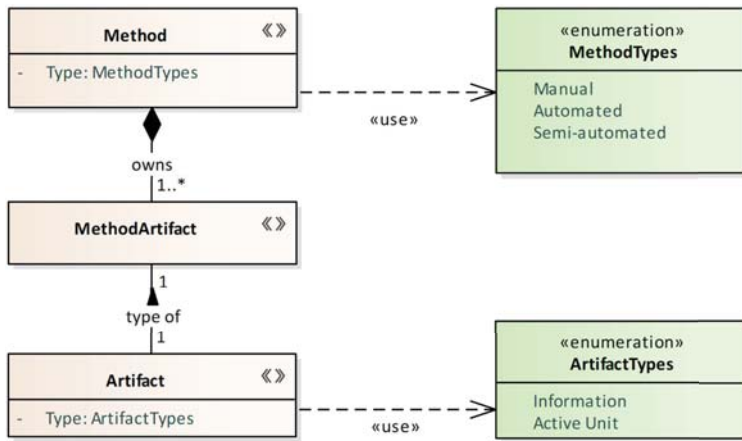 Method
«»
- Type: MethodTypes
«enumeration»
MethodTypes
Manual
Automated
Semi-automated
«use»
owns
1..*
MethodArtifact
«»
1
type of
1
Artifact
«»
- Type: ArtifactTypes
«enumeration»
ArtifactTypes
Information
Active Unit
«use»